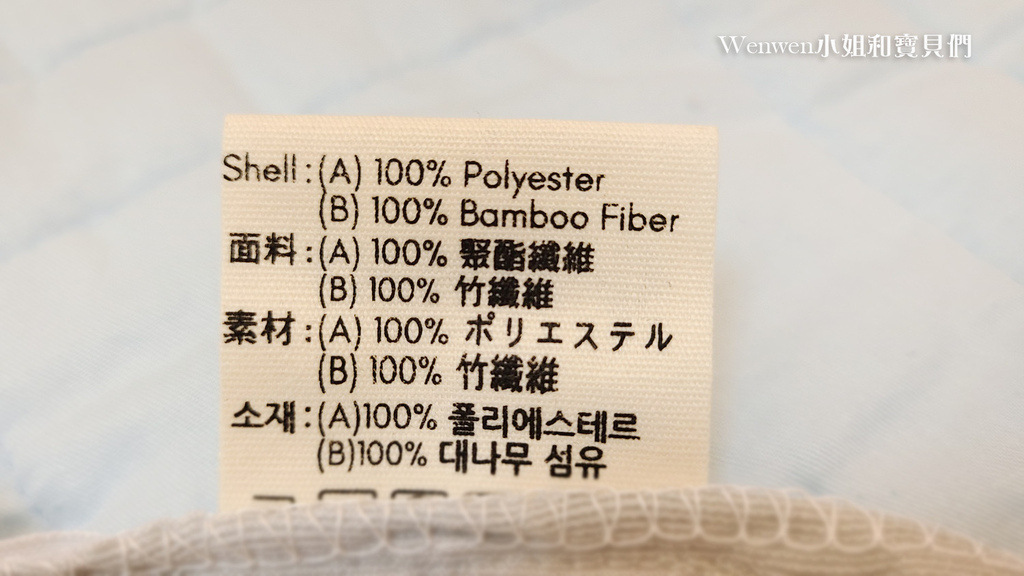 Wenwen小姐和寶貝們
Shell:(A) 100% Polyester
(B) 100% Bamboo Fiber
面料:(A) 100% 聚酯纖維
(B) 100% 竹纖維
素材:(A) 100% ポリエステル
(B) 100% 竹纖維
소재:(A)100% 폴리에스테르
(B)100% 대나무 섬유